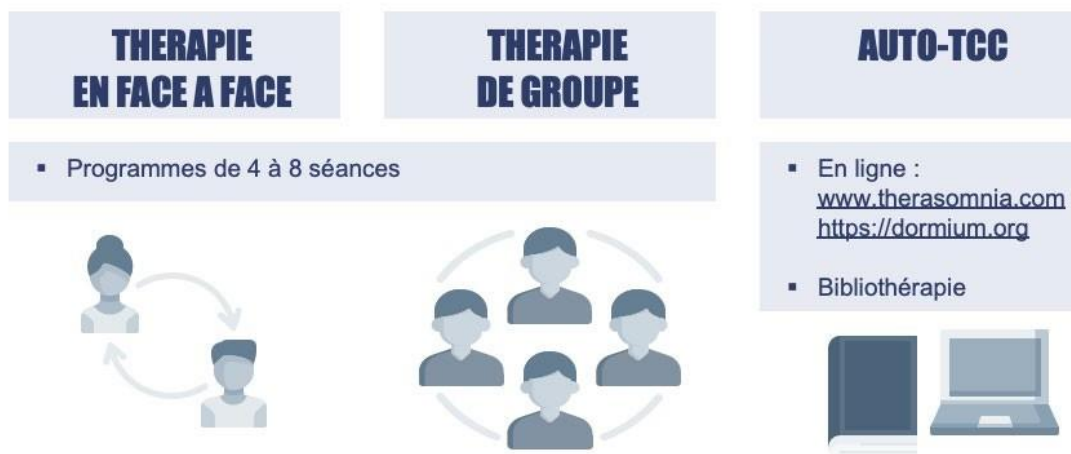 THERAPIE
EN FACE A FACE
THERAPIE
DE GROUPE
AUTO-TCC
▪ Programmes de 4 à 8 séances
▪ En ligne :
www.therasomnia.com
https://dormium.org
▪ Bibliothérapie